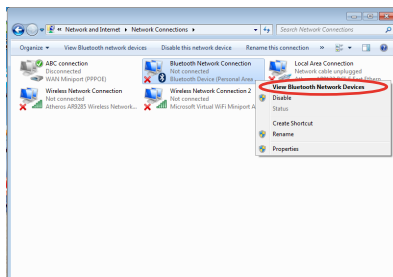 « Network and Internet ▸ Network Connections ▸
Search Network Connections
Organize ▾ View Bluetooth network devices Disable this network device Rename this connection »
ABC connection
Disconnected
WAN Miniport (PPPOE)
Bluetooth Network Connection
Not connected
Bluetooth Device (Personal Area
Local Area Connection
Network cable unplugged
Wireless Network Connection
Not connected
Atheros AR9285 Wireless Network...
Wireless Network Connection 2
Not connected
Microsoft Virtual WiFi Miniport A
View Bluetooth Network Devices
Disable
Status
Create Shortcut
Rename
Properties